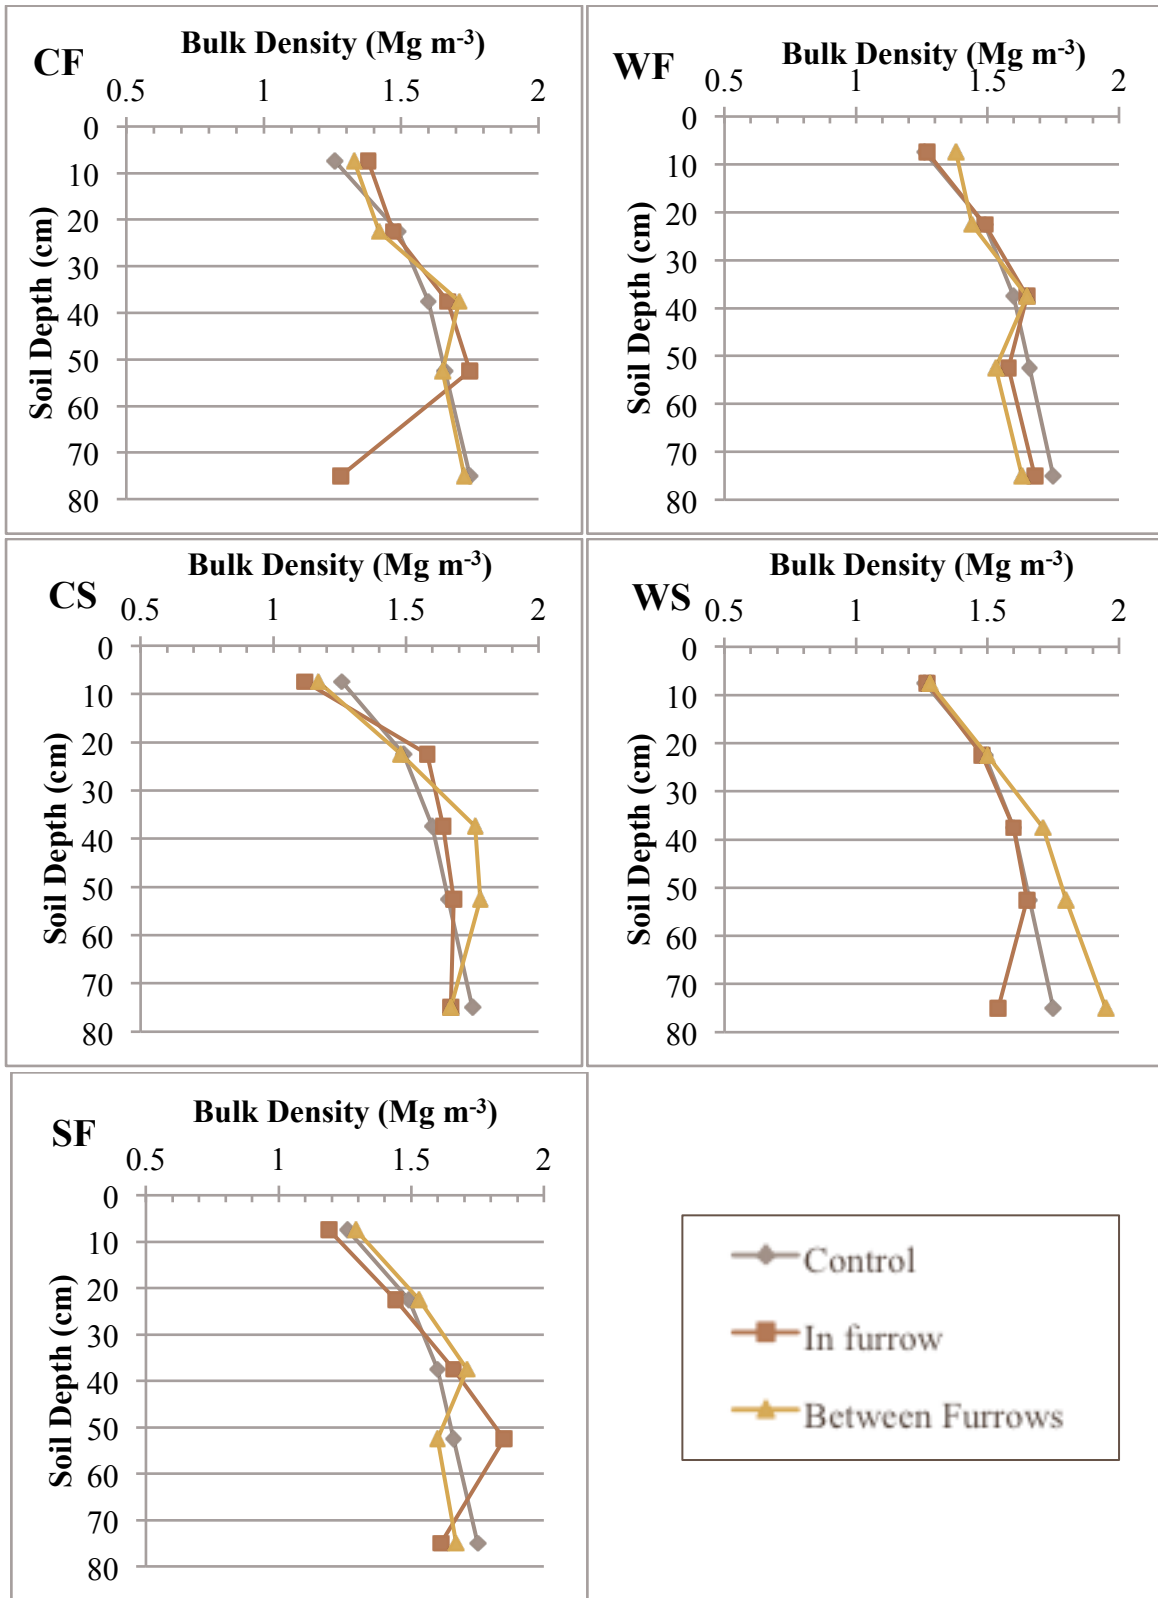 CF
Bulk Density (Mg m-3)
0.5 1 1.5 2
0
10
20
30
40
50
60
70
80
Soil Depth (cm)
WF
Bulk Density (Mg m-3)
0.5 1 1.5 2
0
10
20
30
40
50
60
70
80
Soil Depth (cm)
CS
Bulk Density (Mg m-3)
0.5 1 1.5 2
0
10
20
30
40
50
60
70
80
Soil Depth (cm)
WS
Bulk Density (Mg m-3)
0.5 1 1.5 2
0
10
20
30
40
50
60
70
80
Soil Depth (cm)
SF
Bulk Density (Mg m-3)
0.5 1 1.5 2
0
10
20
30
40
50
60
70
80
Soil Depth (cm)
Control
In furrow
Between Furrows